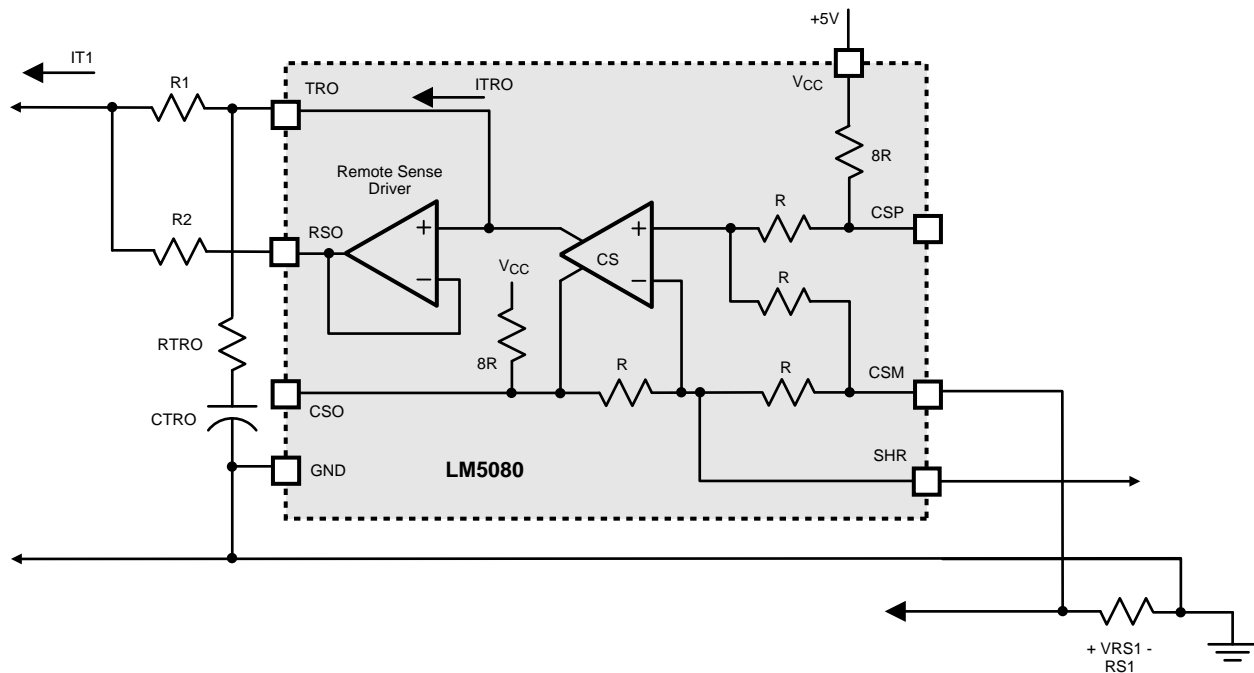 +5V
IT1
R1
TRO
ITRO
VCC
8R
Remote Sense
Driver
R
CSP
R2
RSO
+
−
+
−
CS
VCC
R
RTRO
8R
R
R
CSM
CSO
CTRO
GND
LM5080
SHR
+ VRS1 -
RS1